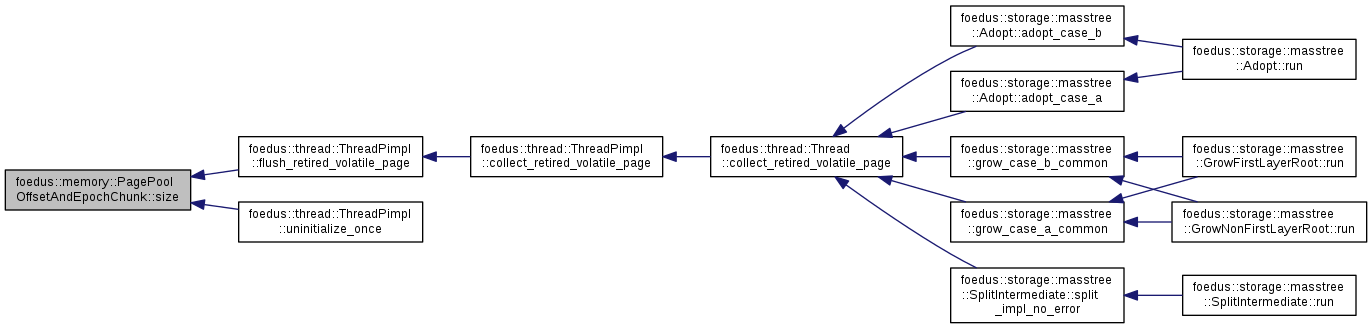 foedus::memory::PagePool
OffsetAndEpochChunk::size
foedus::thread::ThreadPimpl
::flush_retired_volatile_page
foedus::thread::ThreadPimpl
::uninitialize_once
foedus::thread::ThreadPimpl
::collect_retired_volatile_page
foedus::thread::Thread
::collect_retired_volatile_page
foedus::storage::masstree
::Adopt::adopt_case_b
foedus::storage::masstree
::Adopt::adopt_case_a
foedus::storage::masstree
::grow_case_b_common
foedus::storage::masstree
::grow_case_a_common
foedus::storage::masstree
::SplitIntermediate::split
_impl_no_error
foedus::storage::masstree
::Adopt::run
foedus::storage::masstree
::GrowFirstLayerRoot::run
foedus::storage::masstree
::GrowNonFirstLayerRoot::run
foedus::storage::masstree
::SplitIntermediate::run